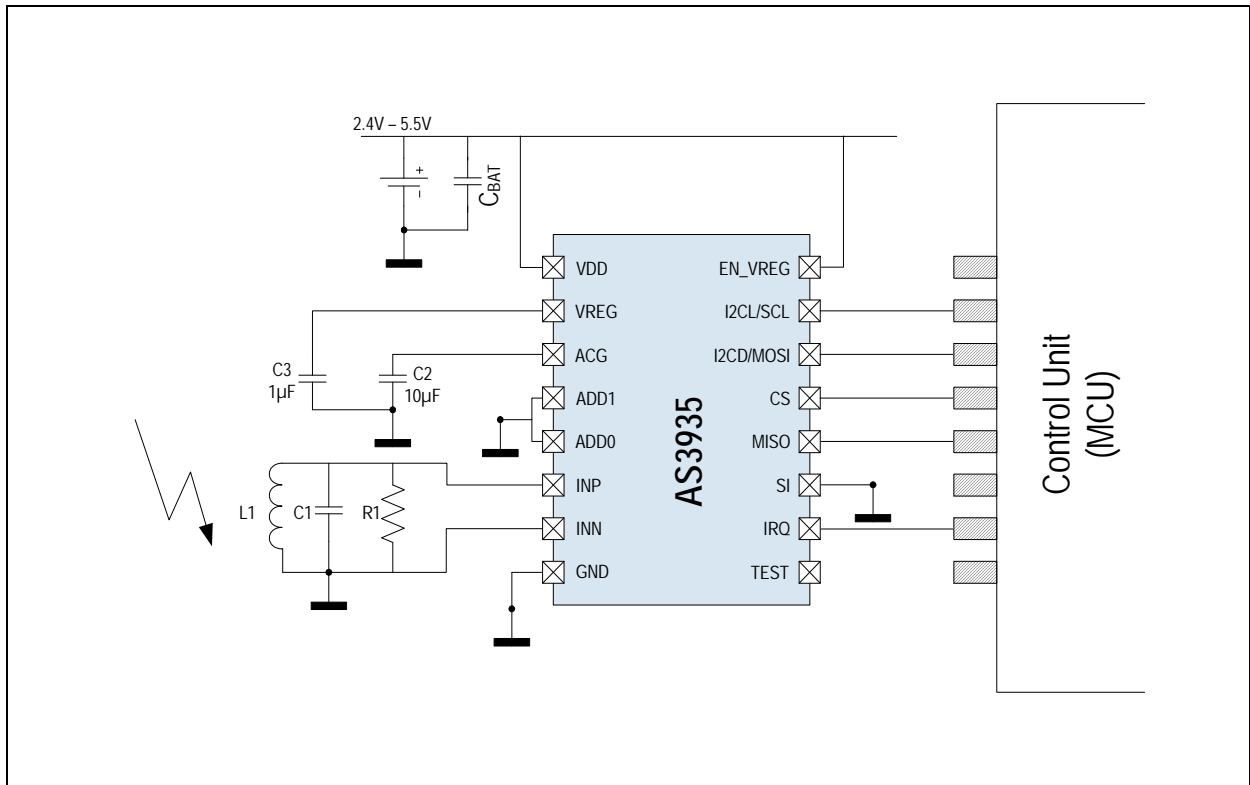 2.4V – 5.5V
+
–
CBAT
VDD
VREG
ACG
ADD1
ADD0
INP
INN
GND
AS3935
EN_VREG
I2CL/SCL
I2CD/MOSI
CS
MISO
SI
IRQ
TEST
C3
1µF
C2
10µF
L1
C1
R1
Control Unit
(MCU)